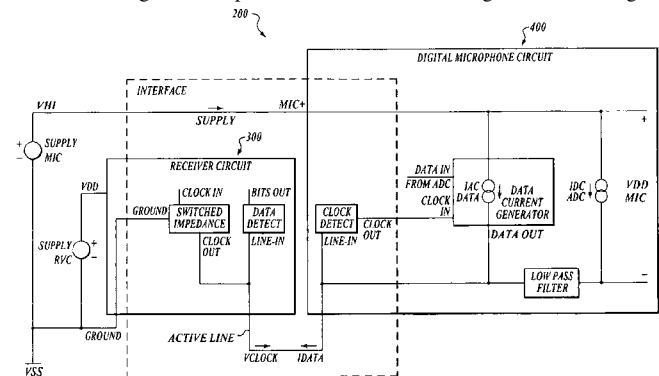 200
400
DIGITAL MICROPHONE CIRCUIT
INTERFACE
VHI
MIC+
SUPPLY
+
-
SUPPLY
MIC
300
RECEIVER CIRCUIT
VDD
CLOCK IN
BITS OUT
GROUND
SWITCHED
IMPEDANCE
DATA
DETECT
CLOCK
OUT
LINE-IN
CLOCK
DETECT
LINE-IN
CLOCK
OUT
DATA IN
FROM ADC
CLOCK
IN
IAC
DATA
DATA
CURRENT
GENERATOR
DATA OUT
IDC
ADC
+
VDD
MIC
-
LOW PASS
FILTER
SUPPLY
RVC
+
-
GROUND
ACTIVE LINE
VCLOCK
IDATA
VSS